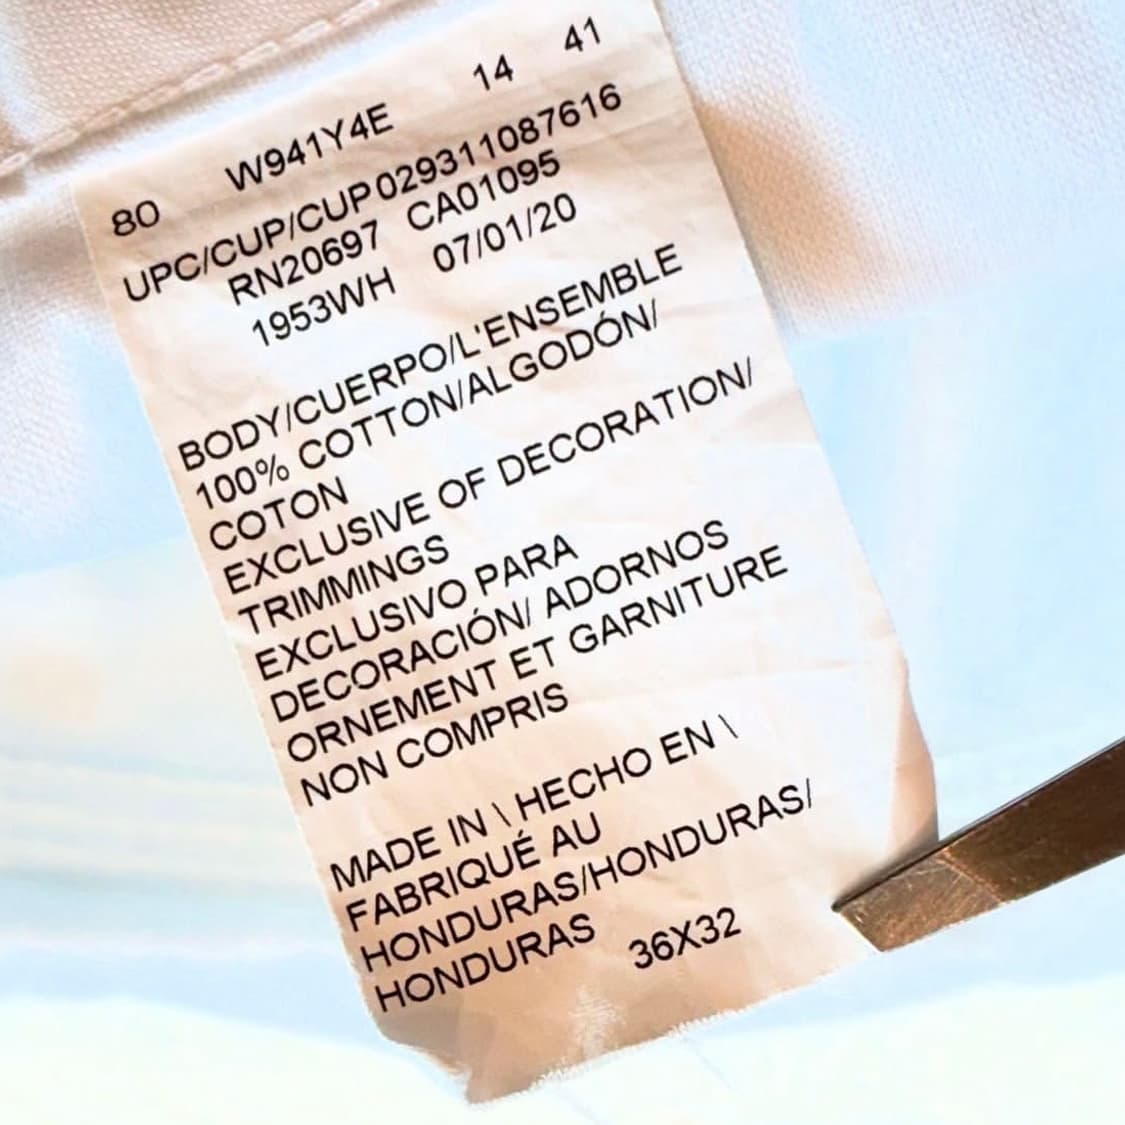 80 W941Y4E 14 41
UPC/CUP/CUP 029311087616
RN20697 CA01095
1953WH 07/01/20
BODY/CUERPO/L'ENSEMBLE
100% COTTON/ALGODÓN/
COTON
EXCLUSIVE OF DECORATION/
TRIMMINGS
EXCLUSIVO PARA
DECORACIÓN/ ADORNOS
ORNEMENT ET GARNITURE
NON COMPRIS
MADE IN \ HECHO EN \
FABRIQUÉ AU
HONDURAS/HONDURAS/
HONDURAS 36X32